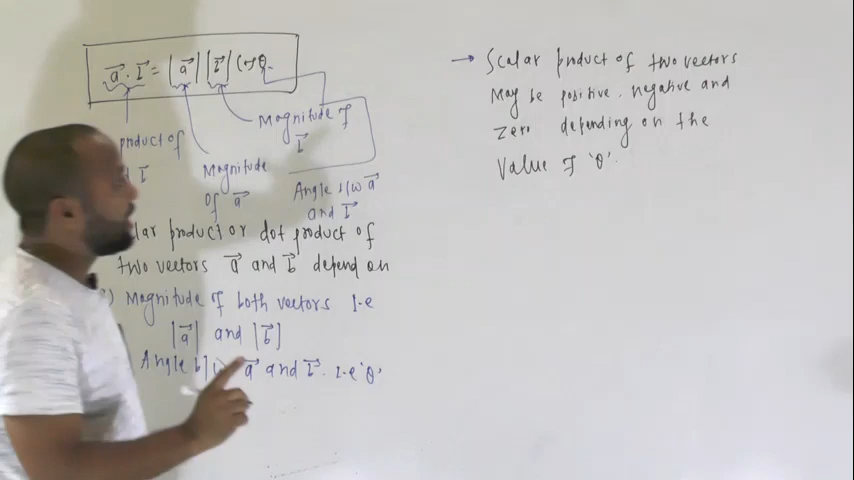 a⃗ . b⃗ = |a⃗| |b⃗| Cosθ.
product of
b⃗
Magnitude
of a⃗
Magnitude of
b⃗
Angle b/w a⃗
and b⃗
product or dot product of
two vectors a⃗ and b⃗ depend on
) Magnitude of both vectors i.e
|a⃗| and |b⃗|
Angle b/w a⃗ and b⃗. i.e 'θ'
→ Scalar product of two vectors
May be positive, negative and
zero depending on the
Value of 'θ'.